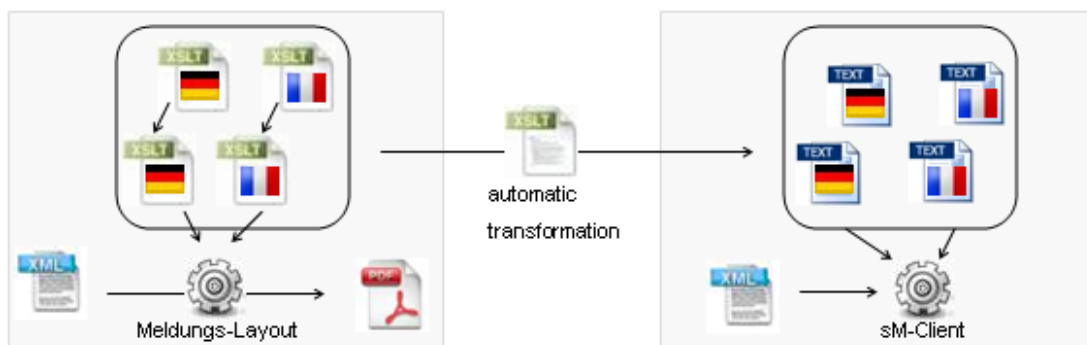 XSLT
XSLT
XSLT
XSLT
XML
PDF
Meldungs-Layout
XSLT
automatic
transformation
TEXT
TEXT
TEXT
TEXT
XML
sM-Client